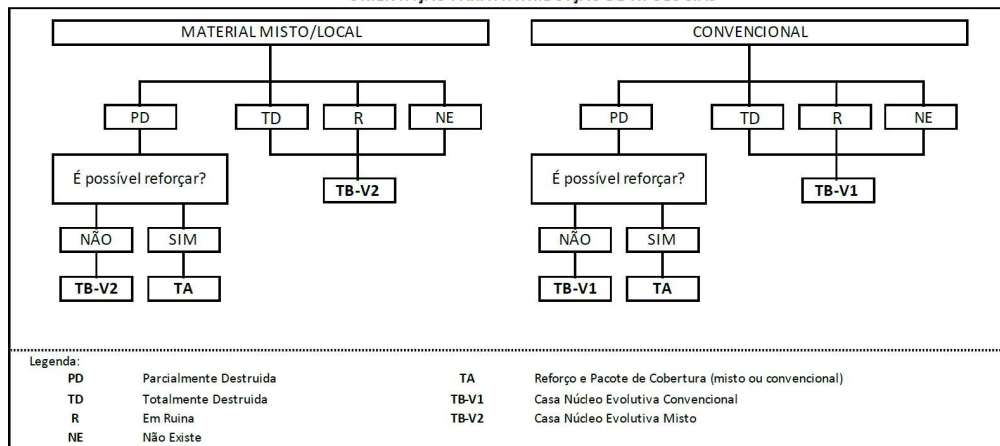 MATERIAL MISTO/LOCAL CONVENCIONAL
PD TD R NE PD TD R NE
É possível reforçar? TB-V2 É possível reforçar? TB-V1
NÃO SIM NÃO SIM
TB-V2 TA TB-V1 TA
Legenda:
PD Parcialmente Destruida TA Reforço e Pacote de Cobertura (misto ou convencional)
TD Totalmente Destruida TB-V1 Casa Núcleo Evolutiva Convencional
R Em Ruina TB-V2 Casa Núcleo Evolutiva Misto
NE Não Existe